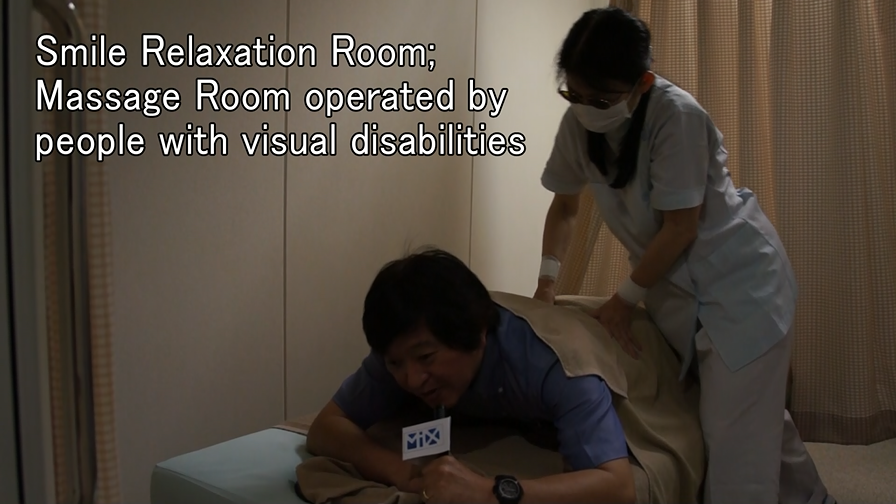 Smile Relaxation Room;
Massage Room operated by
people with visual disabilities
MiX